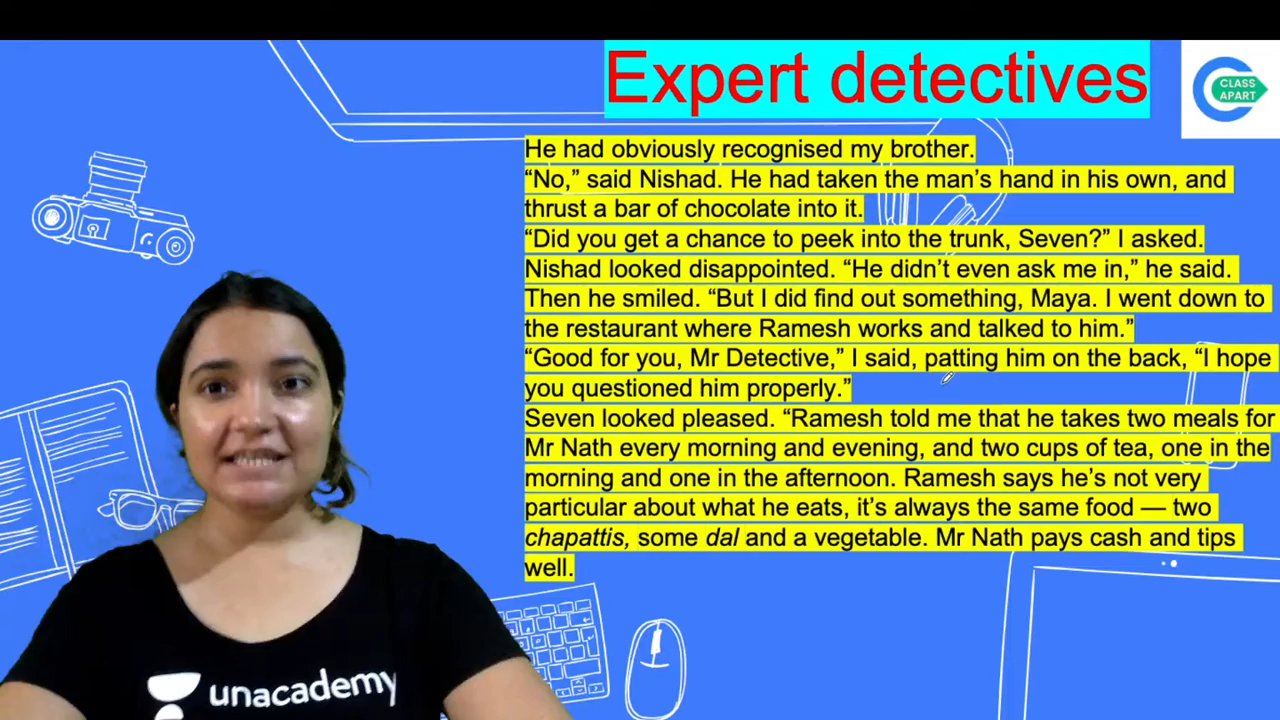 Expert detectives
CLASS
APART
He had obviously recognised my brother.
“No,” said Nishad. He had taken the man’s hand in his own, and
thrust a bar of chocolate into it.
“Did you get a chance to peek into the trunk, Seven?” I asked.
Nishad looked disappointed. “He didn’t even ask me in,” he said.
Then he smiled. “But I did find out something, Maya. I went down to
the restaurant where Ramesh works and talked to him.”
“Good for you, Mr Detective,” I said, patting him on the back, “I hope
you questioned him properly.”
Seven looked pleased. “Ramesh told me that he takes two meals for
Mr Nath every morning and evening, and two cups of tea, one in the
morning and one in the afternoon. Ramesh says he’s not very
particular about what he eats, it’s always the same food — two
chapattis, some dal and a vegetable. Mr Nath pays cash and tips
well.
unacademy